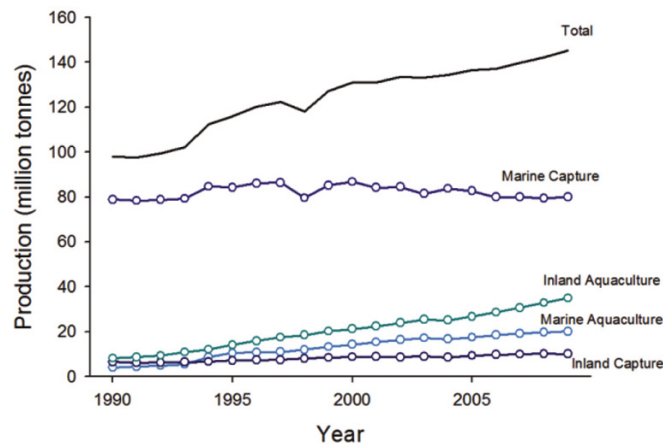 160
Total
140
120
100
Marine Capture
80
60
Inland Aquaculture
40
Marine Aquaculture
20
Inland Capture
0
1990 1995 2000 2005
Year
Production (million tonnes)